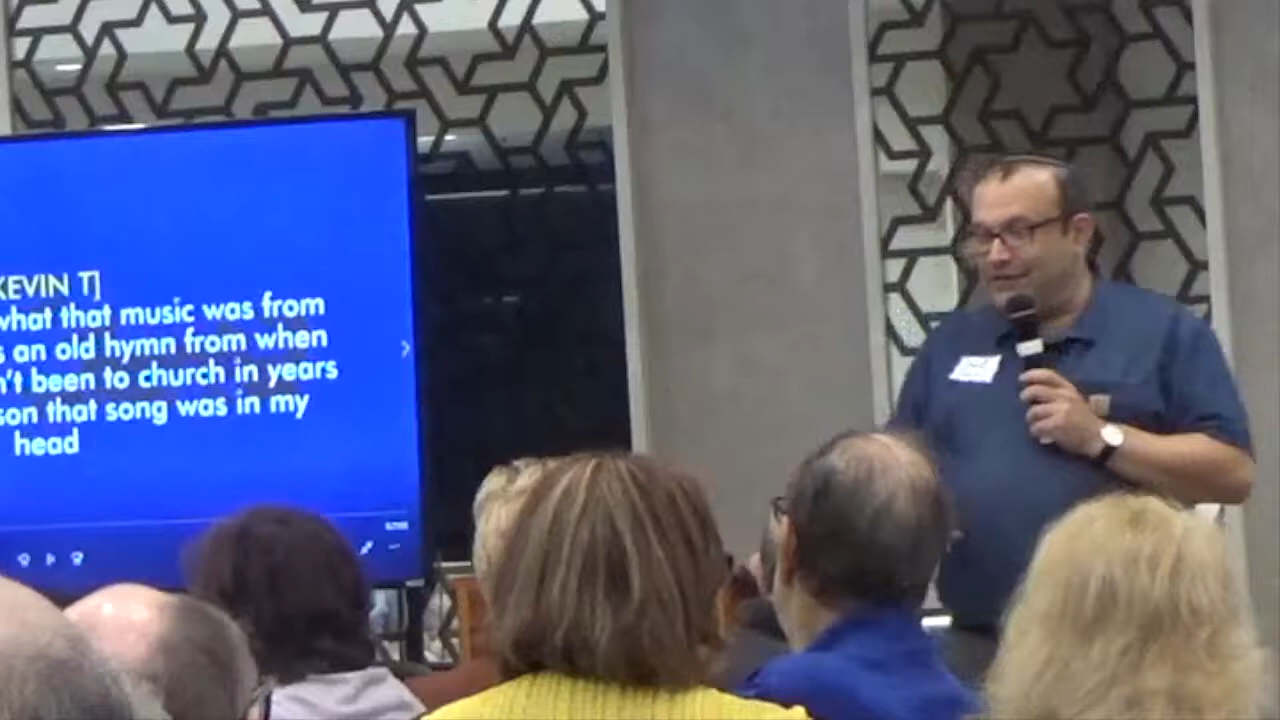 KEVIN T]
what that music was from
s an old hymn from when
n't been to church in years
son that song was in my
head